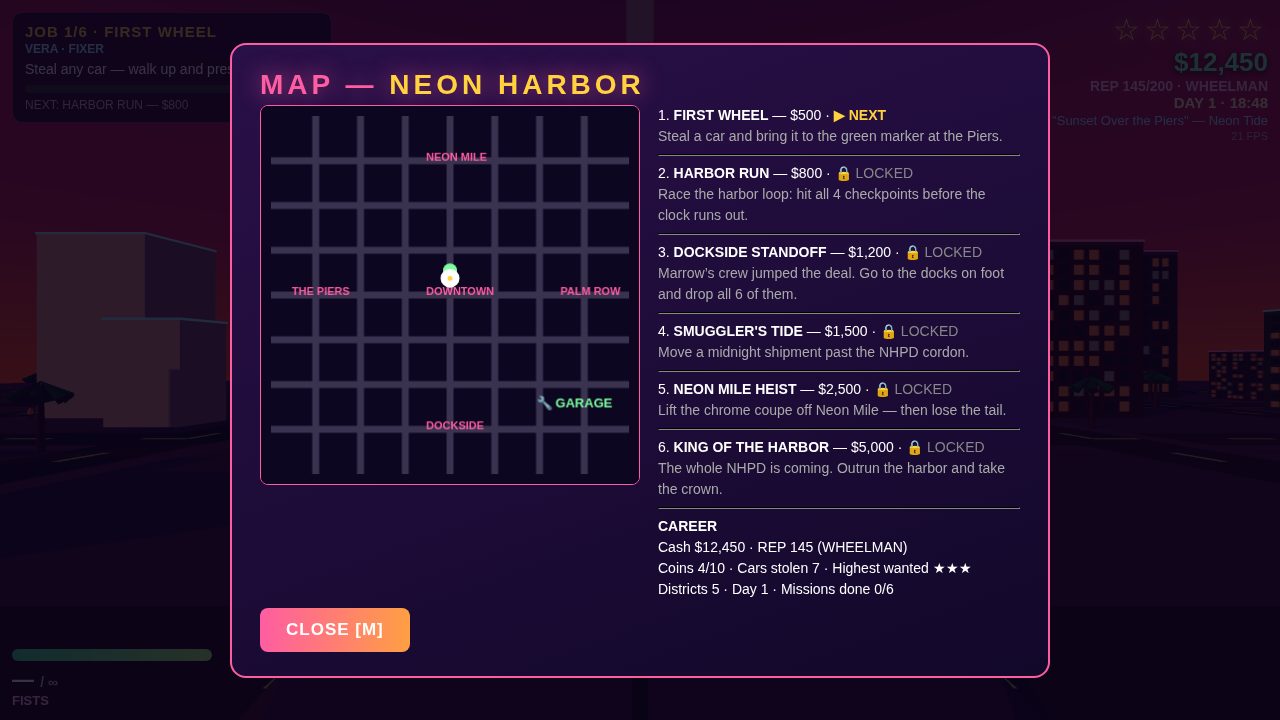 JOB 1/6 · FIRST WHEEL
VERA · FIXER
Steal any car — walk up and pres
NEXT: HARBOR RUN — $800
☆ ☆ ☆ ☆ ☆
$12,450
REP 145/200 · WHEELMAN
DAY 1 · 18:48
"Sunset Over the Piers" — Neon Tide
21 FPS
MAP — NEON HARBOR
NEON MILE
THE PIERS
DOWNTOWN
PALM ROW
🔧 GARAGE
DOCKSIDE
1. FIRST WHEEL — $500 · ▶ NEXT
Steal a car and bring it to the green marker at the Piers.
2. HARBOR RUN — $800 · 🔒 LOCKED
Race the harbor loop: hit all 4 checkpoints before the
clock runs out.
3. DOCKSIDE STANDOFF — $1,200 · 🔒 LOCKED
Marrow's crew jumped the deal. Go to the docks on foot
and drop all 6 of them.
4. SMUGGLER'S TIDE — $1,500 · 🔒 LOCKED
Move a midnight shipment past the NHPD cordon.
5. NEON MILE HEIST — $2,500 · 🔒 LOCKED
Lift the chrome coupe off Neon Mile — then lose the tail.
6. KING OF THE HARBOR — $5,000 · 🔒 LOCKED
The whole NHPD is coming. Outrun the harbor and take
the crown.
CAREER
Cash $12,450 · REP 145 (WHEELMAN)
Coins 4/10 · Cars stolen 7 · Highest wanted ★★★
Districts 5 · Day 1 · Missions done 0/6
CLOSE [M]
— / ∞
FISTS